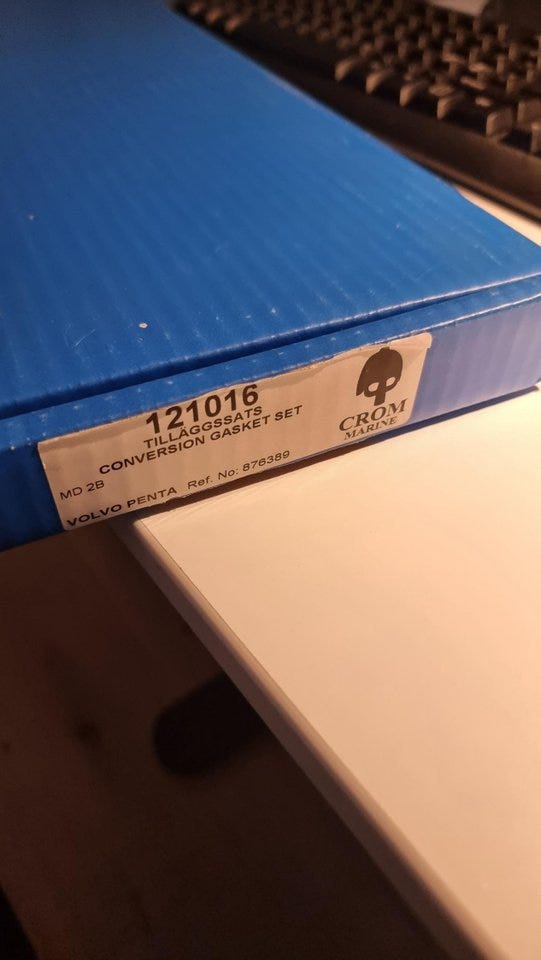 121016
TILLÄGGSSATS
CONVERSION GASKET SET
MD 2B
VOLVO PENTA Ref. No: 876389
CROM
MARINE